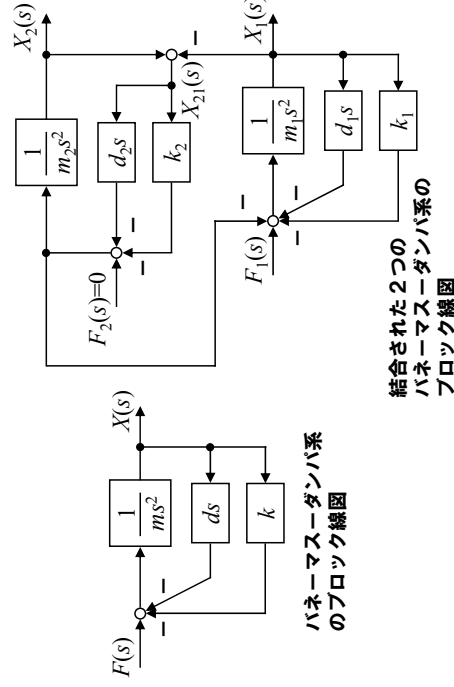 F(s)
1
ms²
X(s)
ds
k
−
−
バネーマスーダンパ系
のブロック線図
F₂(s)=0
1
m₂s²
X₂(s)
d₂s
k₂
−
−
−
X₂₁(s)
F₁(s)
1
m₁s²
X₁(s)
d₁s
k₁
−
−
−
結合された２つの
バネーマスーダンパ系の
ブロック線図